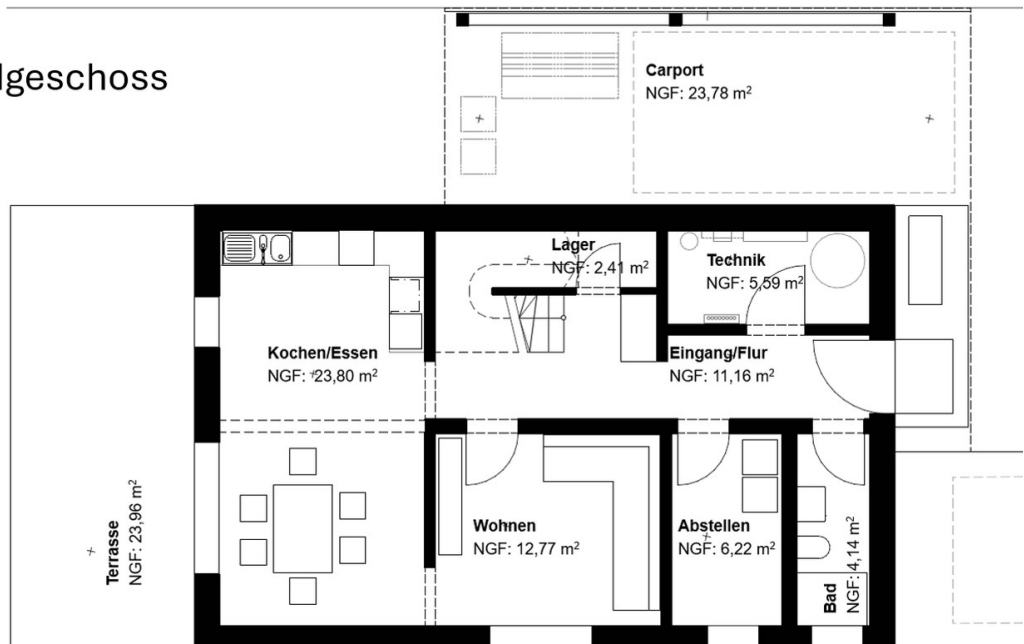 lgeschoss
Carport
NGF: 23,78 m²
Lager
NGF: 2,41 m²
Technik
NGF: 5,59 m²
Kochen/Essen
NGF: 23,80 m²
Eingang/Flur
NGF: 11,16 m²
Terrasse
NGF: 23,96 m²
Wohnen
NGF: 12,77 m²
Abstellen
NGF: 6,22 m²
Bad
NGF: 4,14 m²